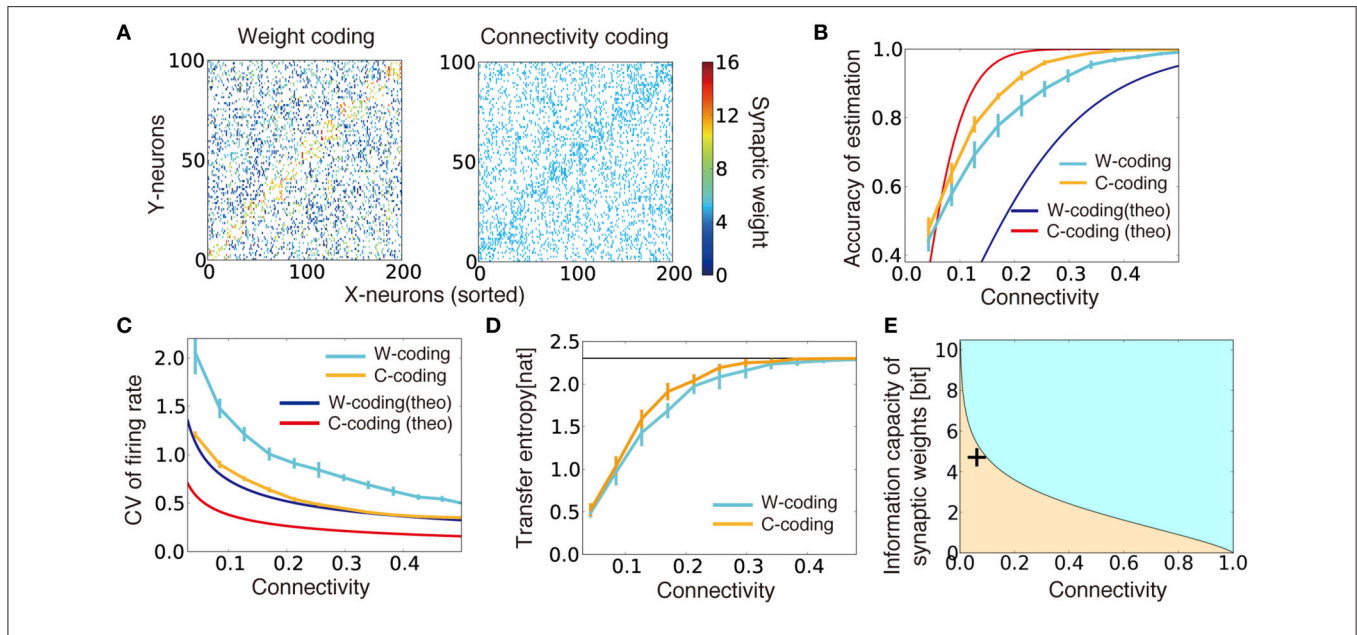 A
Weight coding
Connectivity coding
100
50
0
Y-neurons
0
100
200
100
50
0
0
100
200
X-neurons (sorted)
16
12
8
4
0
Synaptic weight
B
1.0
0.8
0.6
0.4
Accuracy of estimation
W-coding
C-coding
W-coding(theo)
C-coding (theo)
0.0
0.1
0.2
0.3
0.4
Connectivity
C
2.0
1.5
1.0
0.5
0.0
CV of firing rate
W-coding
C-coding
W-coding(theo)
C-coding (theo)
0.1
0.2
0.3
0.4
Connectivity
D
2.5
2.0
1.5
1.0
0.5
0.0
Transfer entropy[nat]
W-coding
C-coding
0.1
0.2
0.3
0.4
Connectivity
E
10
8
6
4
2
0
Information capacity of
synaptic weights [bit]
0
0.0
0.2
0.4
0.6
0.8
1.0
Connectivity